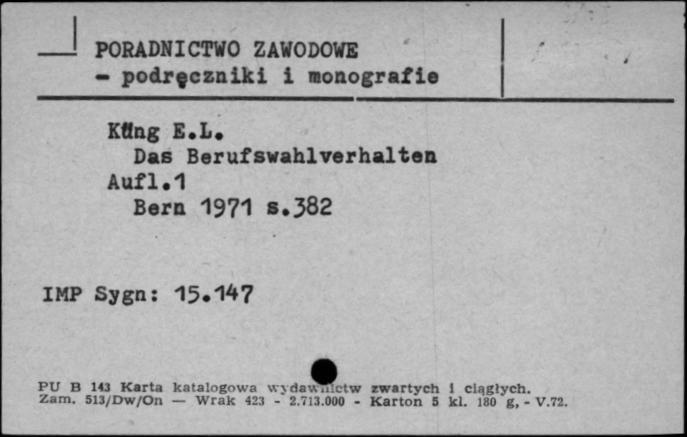 PORADNICTWO ZAWODOWE
- podręczniki i monografie
Küng E.L.
Das Berufswahlverhalten
Aufl.1
Bern 1971 s.382
IMP Sygn: 15.147
PU B 143 Karta katalogowa wydawnictw zwartych i ciągłych.
Zam. 513/Dw/On — Wrak 423 - 2.713.000 - Karton 5 kl. 180 g, - V.72.